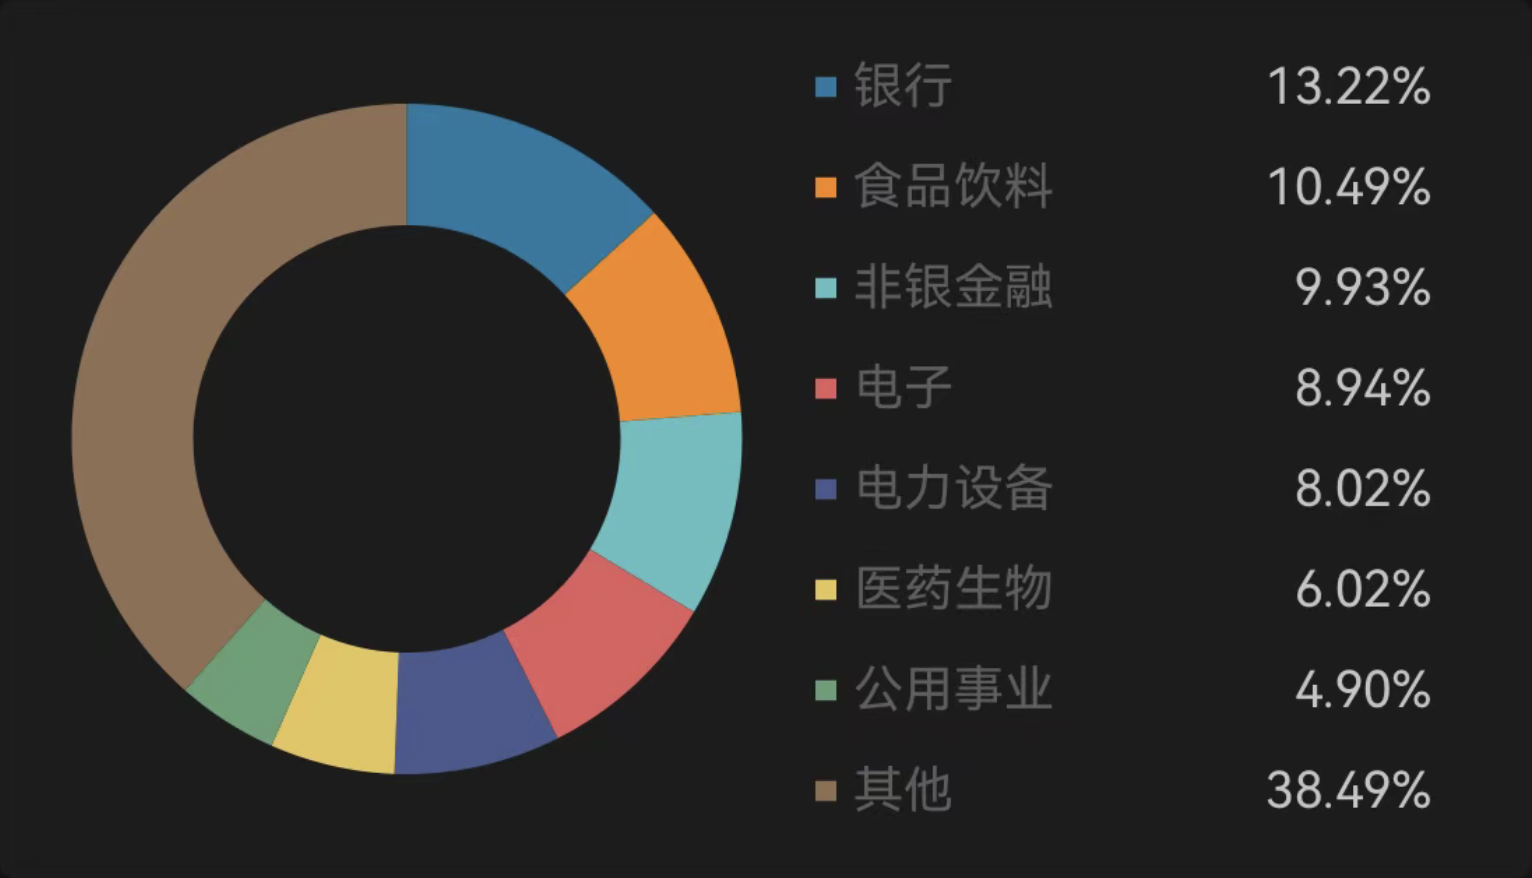 银行 13.22%
食品饮料 10.49%
非银金融 9.93%
电子 8.94%
电力设备 8.02%
医药生物 6.02%
公用事业 4.90%
其他 38.49%